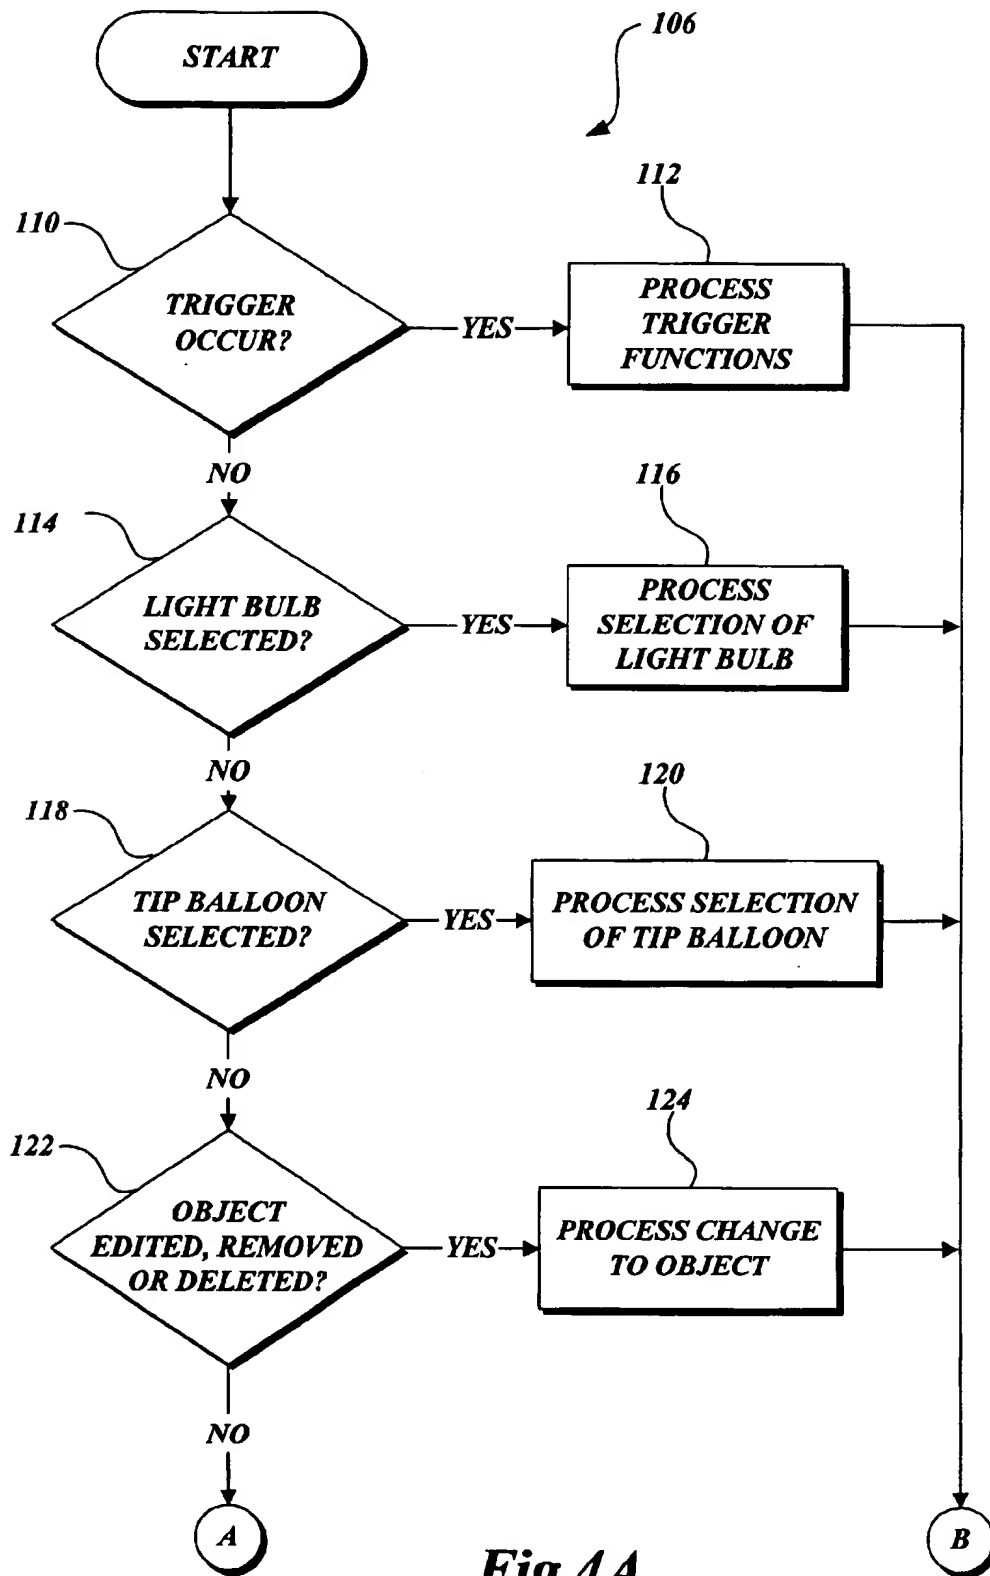 START
106
110
TRIGGER
OCCUR?
YES
112
PROCESS
TRIGGER
FUNCTIONS
NO
114
LIGHT BULB
SELECTED?
YES
116
PROCESS
SELECTION OF
LIGHT BULB
NO
118
TIP BALLOON
SELECTED?
YES
120
PROCESS SELECTION
OF TIP BALLOON
NO
122
OBJECT
EDITED, REMOVED
OR DELETED?
YES
124
PROCESS CHANGE
TO OBJECT
NO
A
B
Fig.4A.